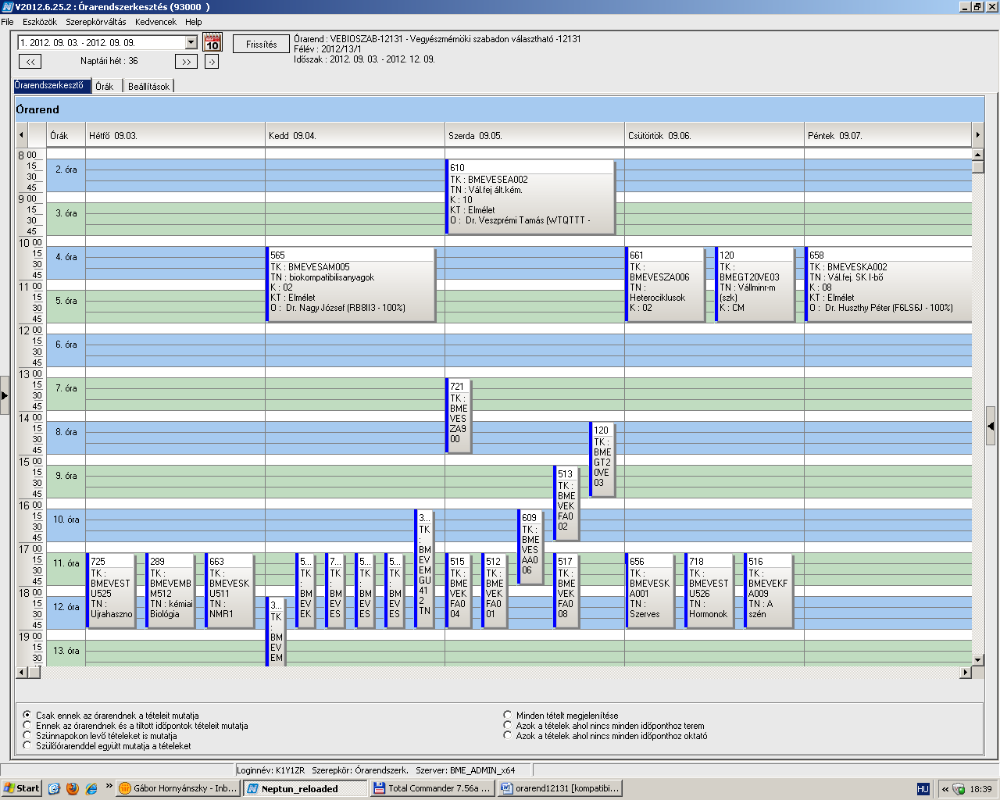 V2012.6.25.2 : Órarendszerkesztés (93000 )
File Eszközök Szerepkörváltás Kedvencek Help
1. 2012. 09. 03. - 2012. 09. 09.
10
Frissítés
Órarend : VEBIOSZAB-12131 - Vegyészmérnöki szabadon választható -12131
Félév : 2012/13/1
Időszak : 2012. 09. 03. - 2012. 12. 09.
<< Naptári hét : 36 >> ->
Órarendszerkesztő Órák Beállítások
Órarend
Órák Hétfő 09.03. Kedd 09.04. Szerda 09.05. Csütörtök 09.06. Péntek 09.07.
8 00
15
30
45
2. óra
9 00
15
30
45
3. óra
10 00
15
30
45
4. óra
11 00
15
30
45
5. óra
12 00
15
30
45
6. óra
13 00
15
30
45
7. óra
14 00
15
30
45
8. óra
15 00
15
30
45
9. óra
16 00
15
30
45
10. óra
17 00
15
30
45
11. óra
18 00
15
30
45
12. óra
19 00
15
30
13. óra
725
TK :
BMEVEST
U525
TN :
Ujrahaszno
289
TK :
BMEVEMB
M512
TN : kémiai
Biológia
663
TK :
BMEVESK
U511
TN :
NMR1
565
TK : BMEVESAM005
TN : biokompatibilisanyagok
K : 02
KT : Elmélet
O : Dr. Nagy József (RB8II3 - 100%)
3...
TK
:
BM
EV
EM
5...
TK
:
BM
EV
EK
7...
TK
:
BM
EV
ES
5...
TK
:
BM
EV
ES
5...
TK
:
BM
EV
ES
3...
TK
:
BM
EV
EM
GU
41
2
TN
610
TK : BMEVESEA002
TN : Vál.fej ált.kém.
K : 10
KT : Elmélet
O : Dr. Veszprémi Tamás (WTQTTT -
721
TK :
BME
VES
ZA9
00
120
TK :
BME
GT2
0VE
03
513
TK :
BME
VEK
FA0
02
609
TK :
BME
VES
AA0
06
515
TK :
BME
VEK
FA0
04
512
TK :
BME
VEK
FA0
01
517
TK :
BME
VEK
FA0
08
661
TK :
BMEVESZA006
TN :
Heterociklusok
K : 02
120
TK :
BMEGT20VE03
TN : Vállminr-m
(szk)
K : CM
656
TK :
BMEVESK
A001
TN :
Szerves
718
TK :
BMEVEST
U526
TN :
Hormonok
516
TK :
BMEVEKF
A009
TN : A
szén
658
TK : BMEVESKA002
TN : Vál.fej. SK I-bő
K : 08
KT : Elmélet
O : Dr. Huszthy Péter (F6LS6J - 100%)
Csak ennek az órarendnek a tételeit mutatja
Ennek az órarendnek és a tiltott időpontok tételeit mutatja
Szünnapokon levő tételeket is mutatja
Szülőórarenddel együtt mutatja a tételeket
Minden tételt megjelenítése
Azok a tételek ahol nincs minden időponthoz terem
Azok a tételek ahol nincs minden időponthoz oktató
Loginnév: K1Y1ZR Szerepkör: Órarendszerk. Szerver: BME_ADMIN_x64
Start » Gábor Hornyánszky - Inb... Neptun_reloaded Total Commander 7.56a ... orarend12131 [kompatibi... HU « 18:39